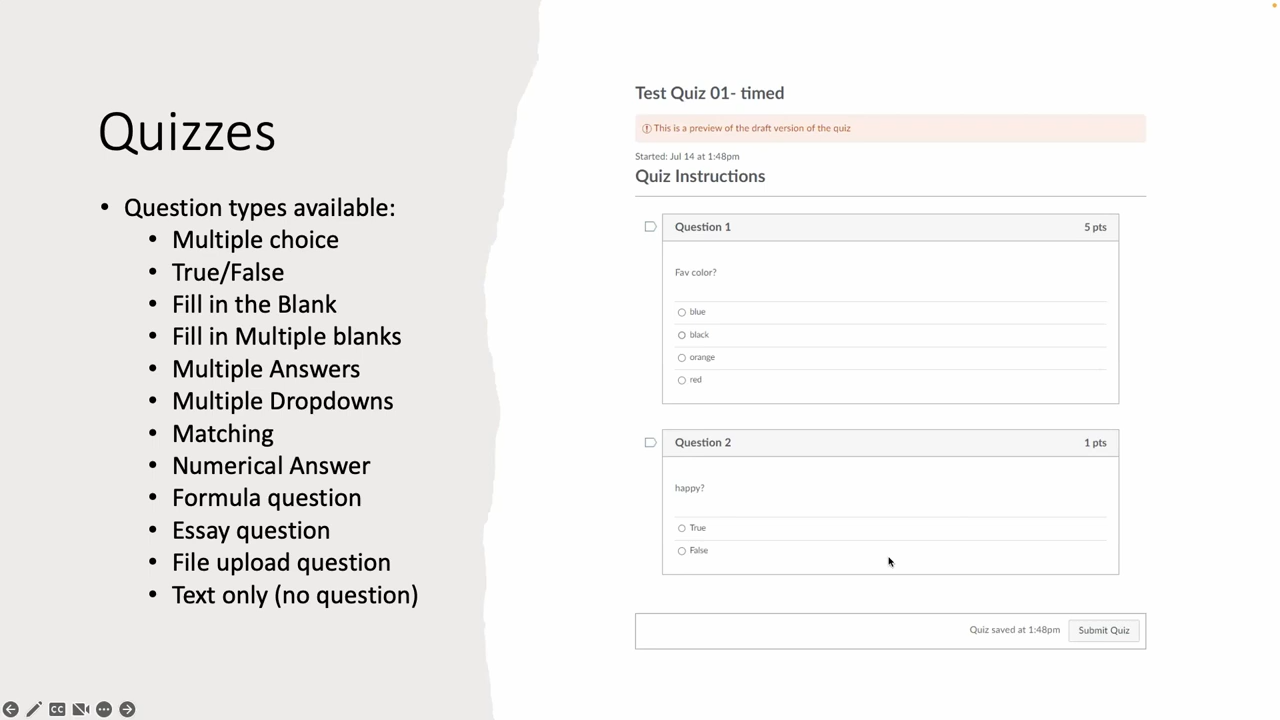 Quizzes
• Question types available:
• Multiple choice
• True/False
• Fill in the Blank
• Fill in Multiple blanks
• Multiple Answers
• Multiple Dropdowns
• Matching
• Numerical Answer
• Formula question
• Essay question
• File upload question
• Text only (no question)
Test Quiz 01- timed
This is a preview of the draft version of the quiz
Started: Jul 14 at 1:48pm
Quiz Instructions
Question 1 5 pts
Fav color?
blue
black
orange
red
Question 2 1 pts
happy?
True
False
Quiz saved at 1:48pm Submit Quiz
CC